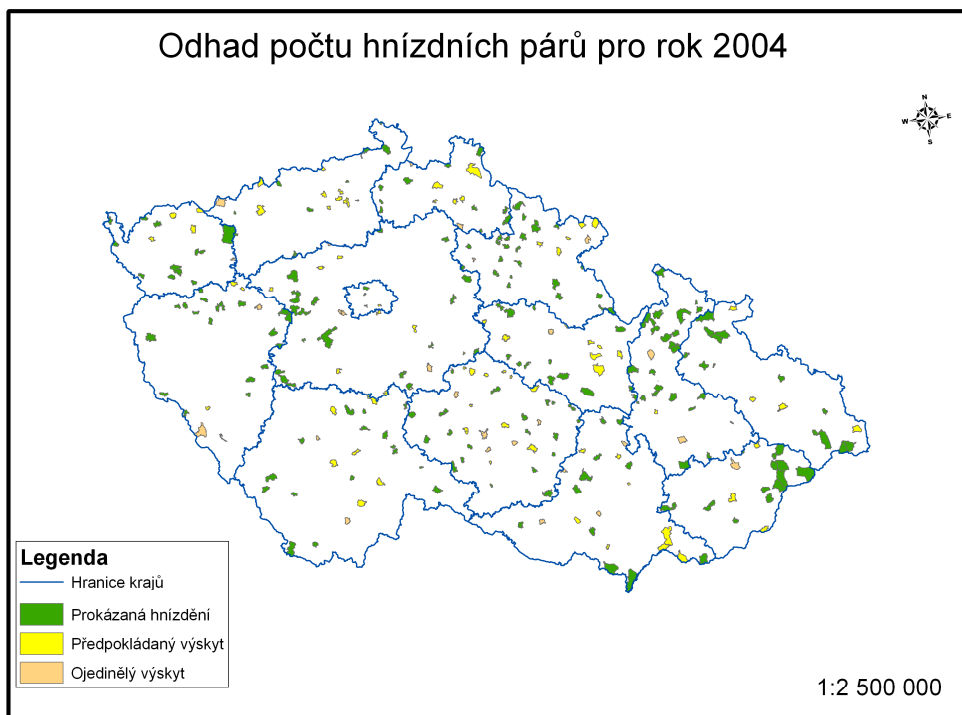 Odhad počtu hnízdních párů pro rok 2004
N
W E
S
Legenda
Hranice krajů
Prokázaná hnízdění
Předpokládaný výskyt
Ojedinělý výskyt
1:2 500 000